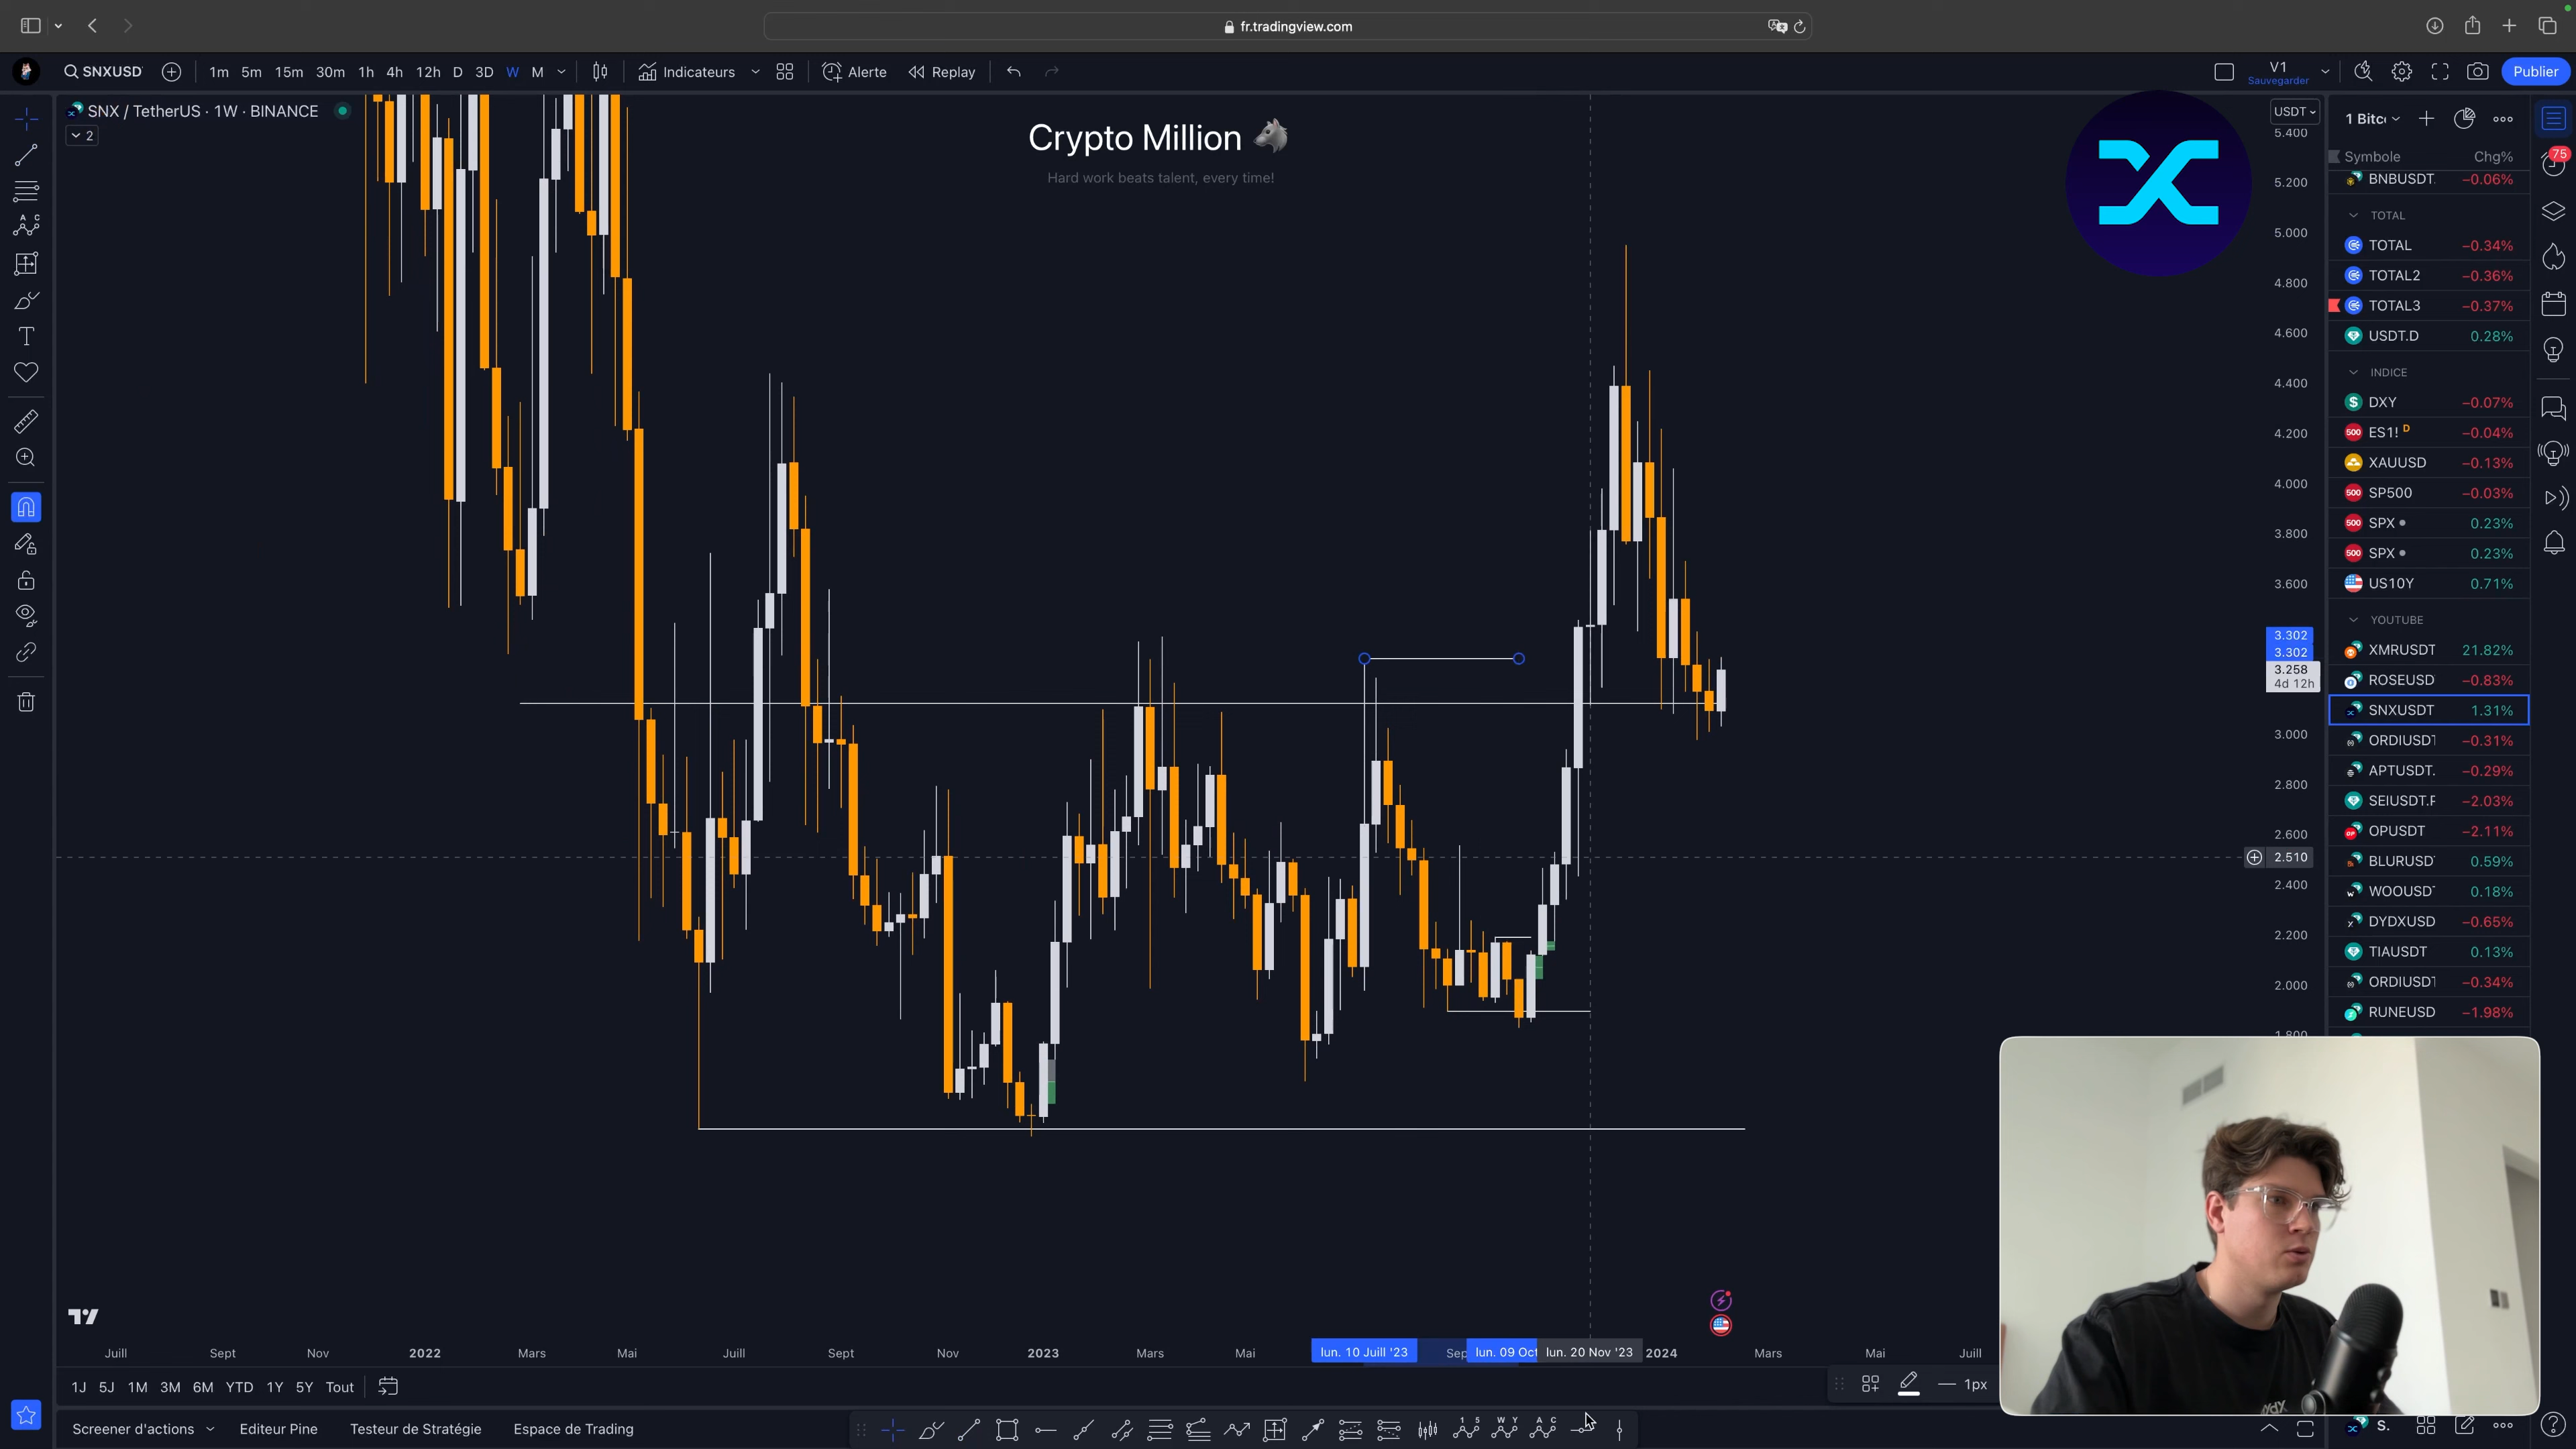 fr.tradingview.com
SNXUSD 1m 5m 15m 30m 1h 4h 12h D 3D W M Indicateurs Alerte Replay V1 Sauvegarder Publier
SNX / TetherUS · 1W · BINANCE
2
Crypto Million
Hard work beats talent, every time!
USDT
5.400
5.200
5.000
4.800
4.600
4.400
4.200
4.000
3.800
3.600
3.302
3.302
3.258
4d 12h
3.000
2.800
2.600
2.510
2.400
2.200
2.000
1.800
1 Bitc
75
Symbole Chg%
BNBUSDT. −0.06%
TOTAL
TOTAL −0.34%
TOTAL2 −0.36%
TOTAL3 −0.37%
USDT.D 0.28%
INDICE
DXY −0.07%
ES1! D −0.04%
XAUUSD −0.13%
SP500 −0.03%
SPX 0.23%
SPX 0.23%
US10Y 0.71%
YOUTUBE
XMRUSDT 21.82%
ROSEUSD −0.83%
SNXUSDT 1.31%
ORDIUSDT −0.31%
APTUSDT. −0.29%
SEIUSDT.F −2.03%
OPUSDT −2.11%
BLURUSD 0.59%
WOOUSD 0.18%
DYDXUSD −0.65%
TIAUSDT 0.13%
ORDIUSDT −0.34%
RUNEUSD −1.98%
Juill Sept Nov 2022 Mars Mai Juill Sept Nov 2023 Mars Mai lun. 10 Juill '23 Sep lun. 09 Oct lun. 20 Nov '23 2024 Mars Mai Juill
1J 5J 1M 3M 6M YTD 1Y 5Y Tout
1px
Screener d'actions Editeur Pine Testeur de Stratégie Espace de Trading
S.